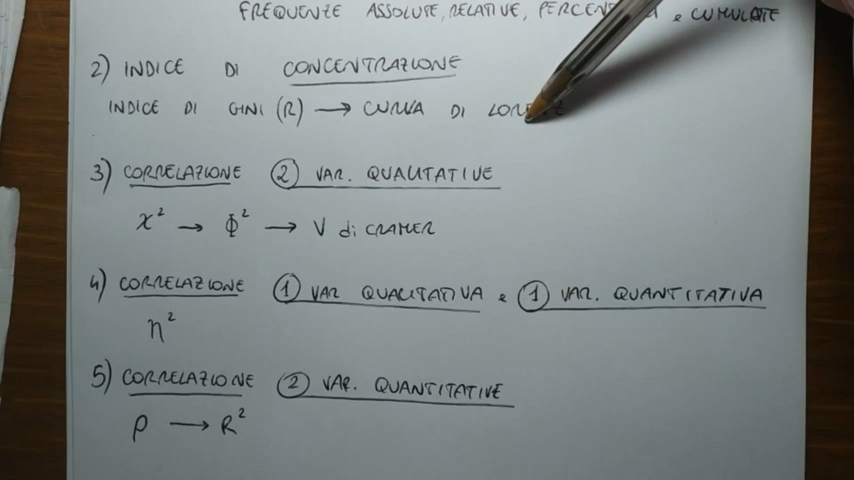 FREQUENZE ASSOLUTE, RELATIVE, e CUMULATE
2) INDICE DI CONCENTRAZIONE
INDICE DI GINI (R) → CURVA DI
3) CORRELAZIONE 2 VAR. QUALITATIVE
χ² → Φ² → V di CRAMER
4) CORRELAZIONE 1 VAR QUALITATIVA e 1 VAR. QUANTITATIVA
η²
5) CORRELAZIONE 2 VAR. QUANTITATIVE
ρ → R²